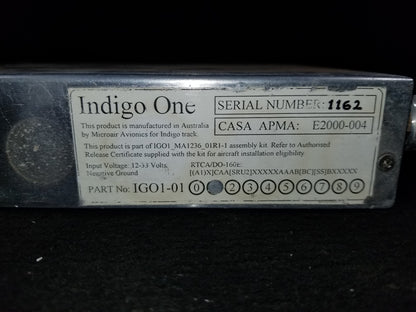 Indigo One
This product is manufactured in Australia
by Microair Avionics for Indigo track.
SERIAL NUMBER: 1162
CASA APMA: E2000-004
This product is part of IGO1_MA1236_01R1-1 assembly kit. Refer to Authorised
Release Certificate supplied with the kit for aircraft installation eligibility.
Input Voltage: 12-33 Volts.
Negative Ground
RTCA/DO-160E:
[(A1)X]CAA[SRU2]XXXXXAAAB[BC][SS]BXXXXX
PART No: IGO1-01 0 2 3 4 5 6 7 8 9